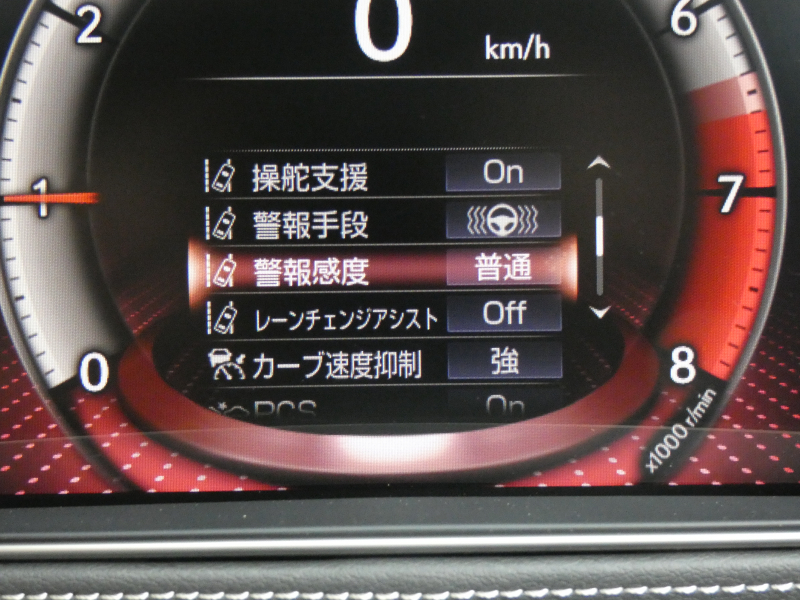 2
0
6
km/h
操舵支援 On
1
警報手段
7
警報感度 普通
レーンチェンジアシスト Off
0
カーブ速度抑制 強
8
PCS On
x1000 r/min